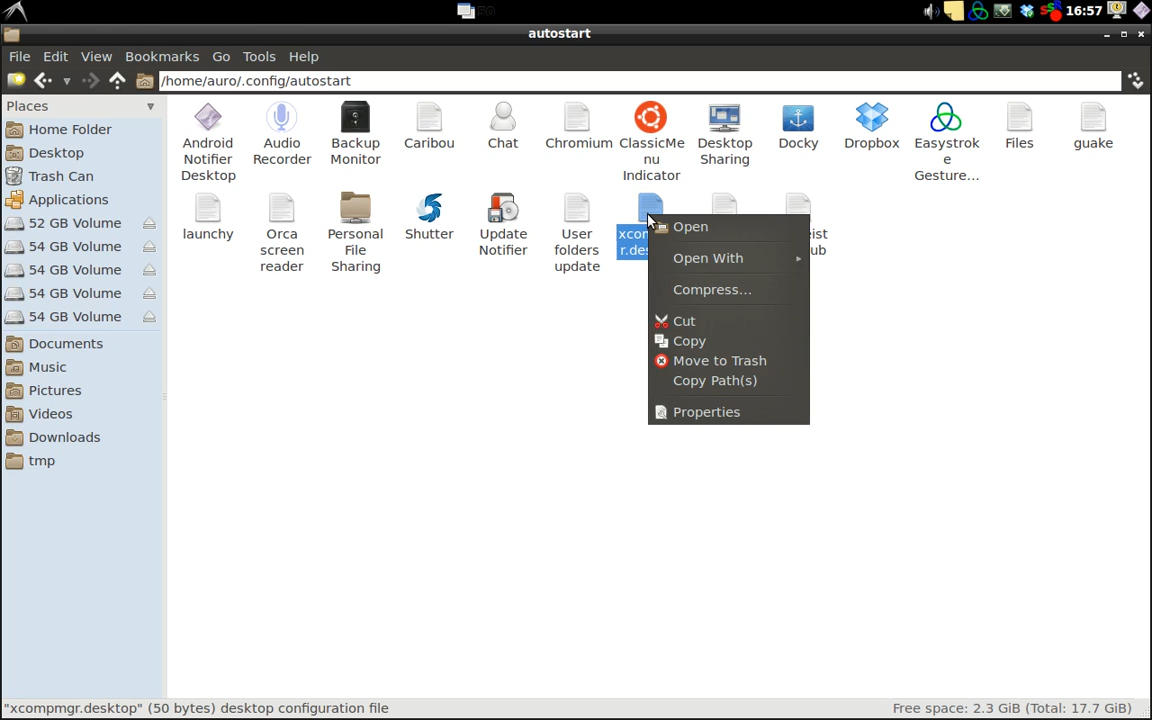 16:57
autostart
File Edit View Bookmarks Go Tools Help
/home/auro/.config/autostart
Places
Home Folder
Desktop
Trash Can
Applications
52 GB Volume
54 GB Volume
54 GB Volume
54 GB Volume
54 GB Volume
Documents
Music
Pictures
Videos
Downloads
tmp
Android
Notifier
Desktop
Audio
Recorder
Backup
Monitor
Caribou
Chat
Chromium
ClassicMe
nu
Indicator
Desktop
Sharing
Docky
Dropbox
Easystrok
e
Gesture...
Files
guake
launchy
Orca
screen
reader
Personal
File
Sharing
Shutter
Update
Notifier
User
folders
update
Open
Open With
Compress...
Cut
Copy
Move to Trash
Copy Path(s)
Properties
"xcompmgr.desktop" (50 bytes) desktop configuration file
Free space: 2.3 GiB (Total: 17.7 GiB)